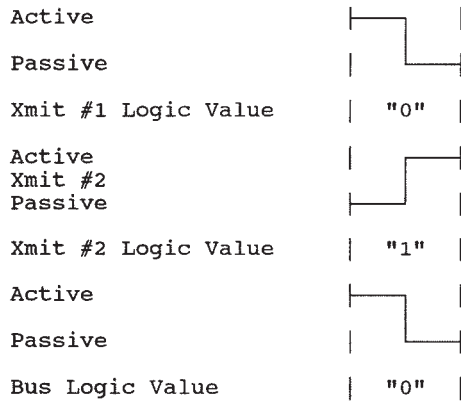 Active
Passive
Xmit #1 Logic Value "0"
Active
Xmit #2
Passive
Xmit #2 Logic Value "1"
Active
Passive
Bus Logic Value "0"